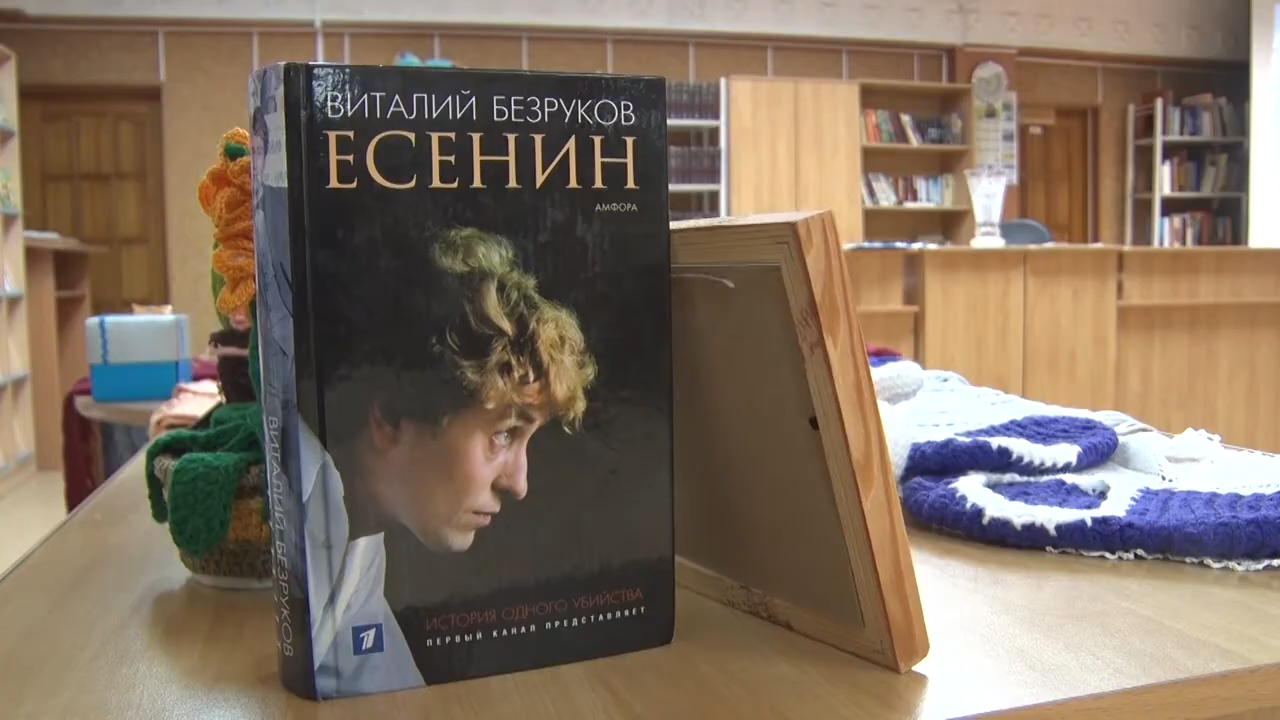 ВИТАЛИЙ БЕЗРУКОВ
ЕСЕНИН
АМФОРА
ИСТОРИЯ ОДНОГО УБИЙСТВА
ПЕРВЫЙ КАНАЛ ПРЕДСТАВЛЯЕТ
1
ВИТАЛИЙ БЕЗРУКОВ